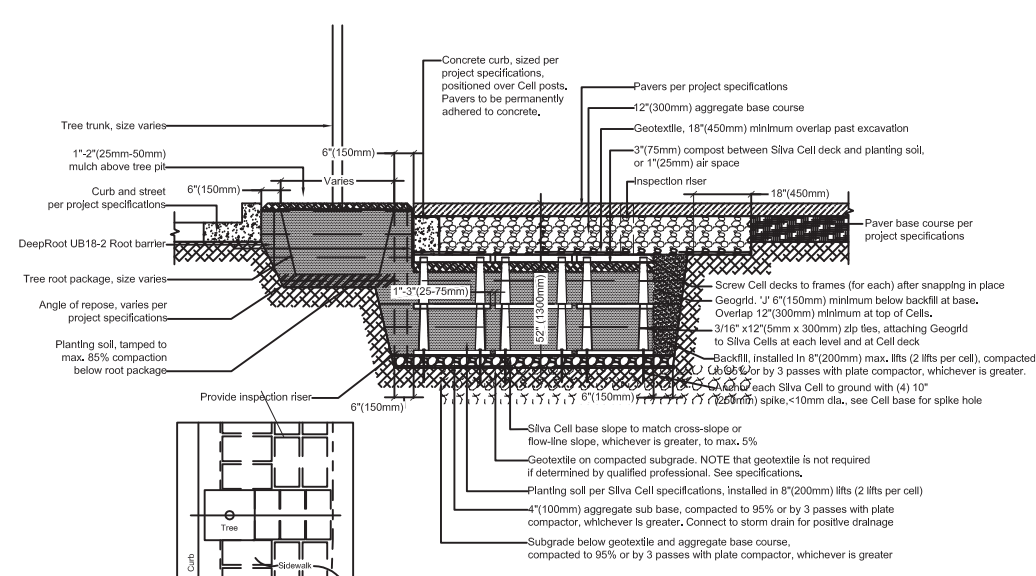 Concrete curb, sized per
project specifications,
positioned over Cell posts.
Pavers to be permanently
adhered to concrete.
Pavers per project specifications
12"(300mm) aggregate base course
Geotextile, 18"(450mm) minimum overlap past excavation
3"(75mm) compost between Silva Cell deck and planting soil,
or 1"(25mm) air space
Inspection riser
18"(450mm)
Tree trunk, size varies
1"-2"(25mm-50mm)
mulch above tree pit
6"(150mm)
Varies
Curb and street
per project specifications
6"(150mm)
DeepRoot UB18-2 Root barrier
Tree root package, size varies
Angle of repose, varies per
project specifications
Planting soil, tamped to
max. 85% compaction
below root package
Provide inspection riser
6"(150mm)
1"-3"(25-75mm)
52" (1300mm)
6"(150mm)
Paver base course per
project specifications
Screw Cell decks to frames (for each) after snapping in place
Geogrid. 'J' 6"(150mm) minimum below backfill at base.
Overlap 12"(300mm) minimum at top of Cells.
3/16" x12"(5mm x 300mm) zip ties, attaching Geogrid
to Silva Cells at each level and at Cell deck
Backfill, installed in 8"(200mm) max. lifts (2 lifts per cell), compacted
to 95% or by 3 passes with plate compactor, whichever is greater.
Anchor each Silva Cell to ground with (4) 10"
(250mm) spike,<10mm dia., see Cell base for spike hole
Silva Cell base slope to match cross-slope or
flow-line slope, whichever is greater, to max. 5%
Geotextile on compacted subgrade. NOTE that geotextile is not required
if determined by qualified professional. See specifications.
Planting soil per Silva Cell specifications, installed in 8"(200mm) lifts (2 lifts per cell)
4"(100mm) aggregate sub base, compacted to 95% or by 3 passes with plate
compactor, whichever is greater. Connect to storm drain for positive drainage
Subgrade below geotextile and aggregate base course,
compacted to 95% or by 3 passes with plate compactor, whichever is greater
Tree
Curb
Sidewalk